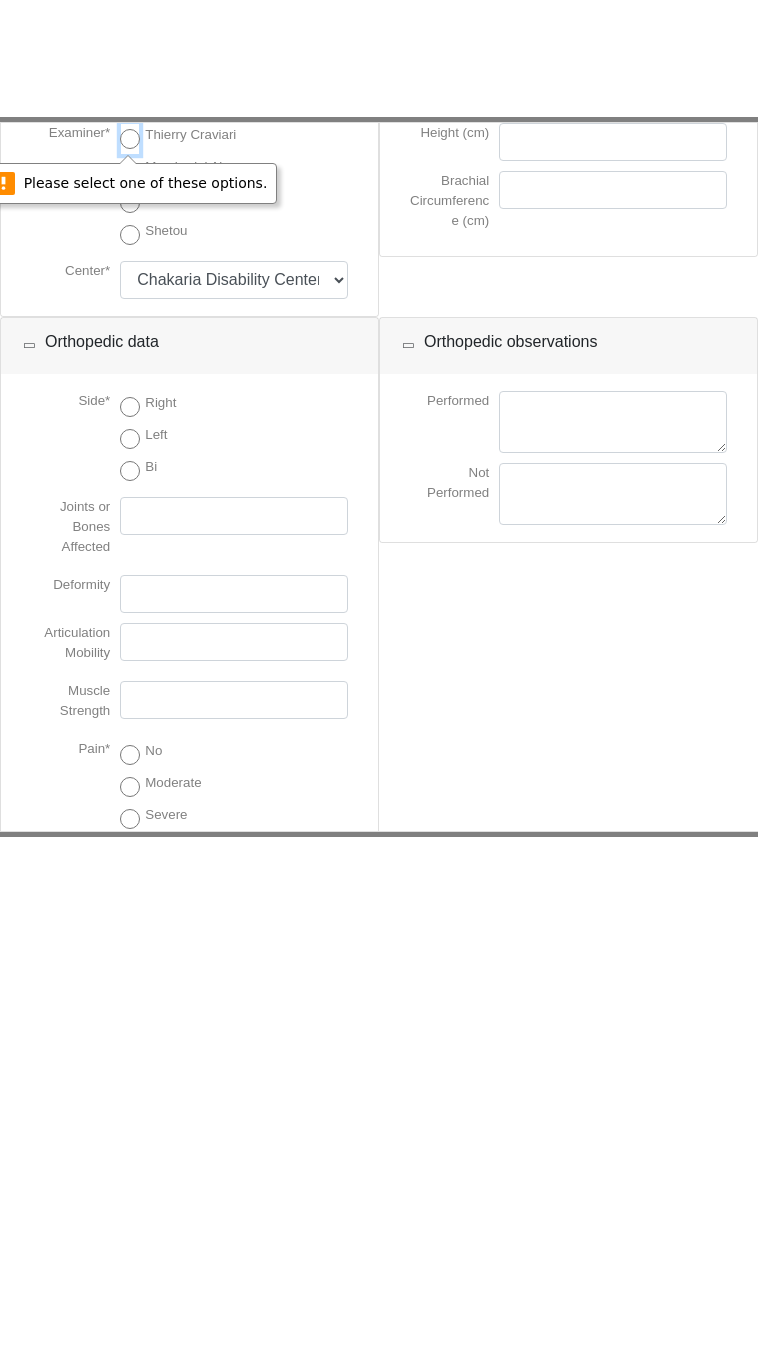 Examiner*
Thierry Craviari
Please select one of these options.
Shetou
Center*
Chakaria Disability Center
Height (cm)
Brachial
Circumferenc
e (cm)
Orthopedic data
Side*
Right
Left
Bi
Joints or
Bones
Affected
Deformity
Articulation
Mobility
Muscle
Strength
Pain*
No
Moderate
Severe
Orthopedic observations
Performed
Not
Performed